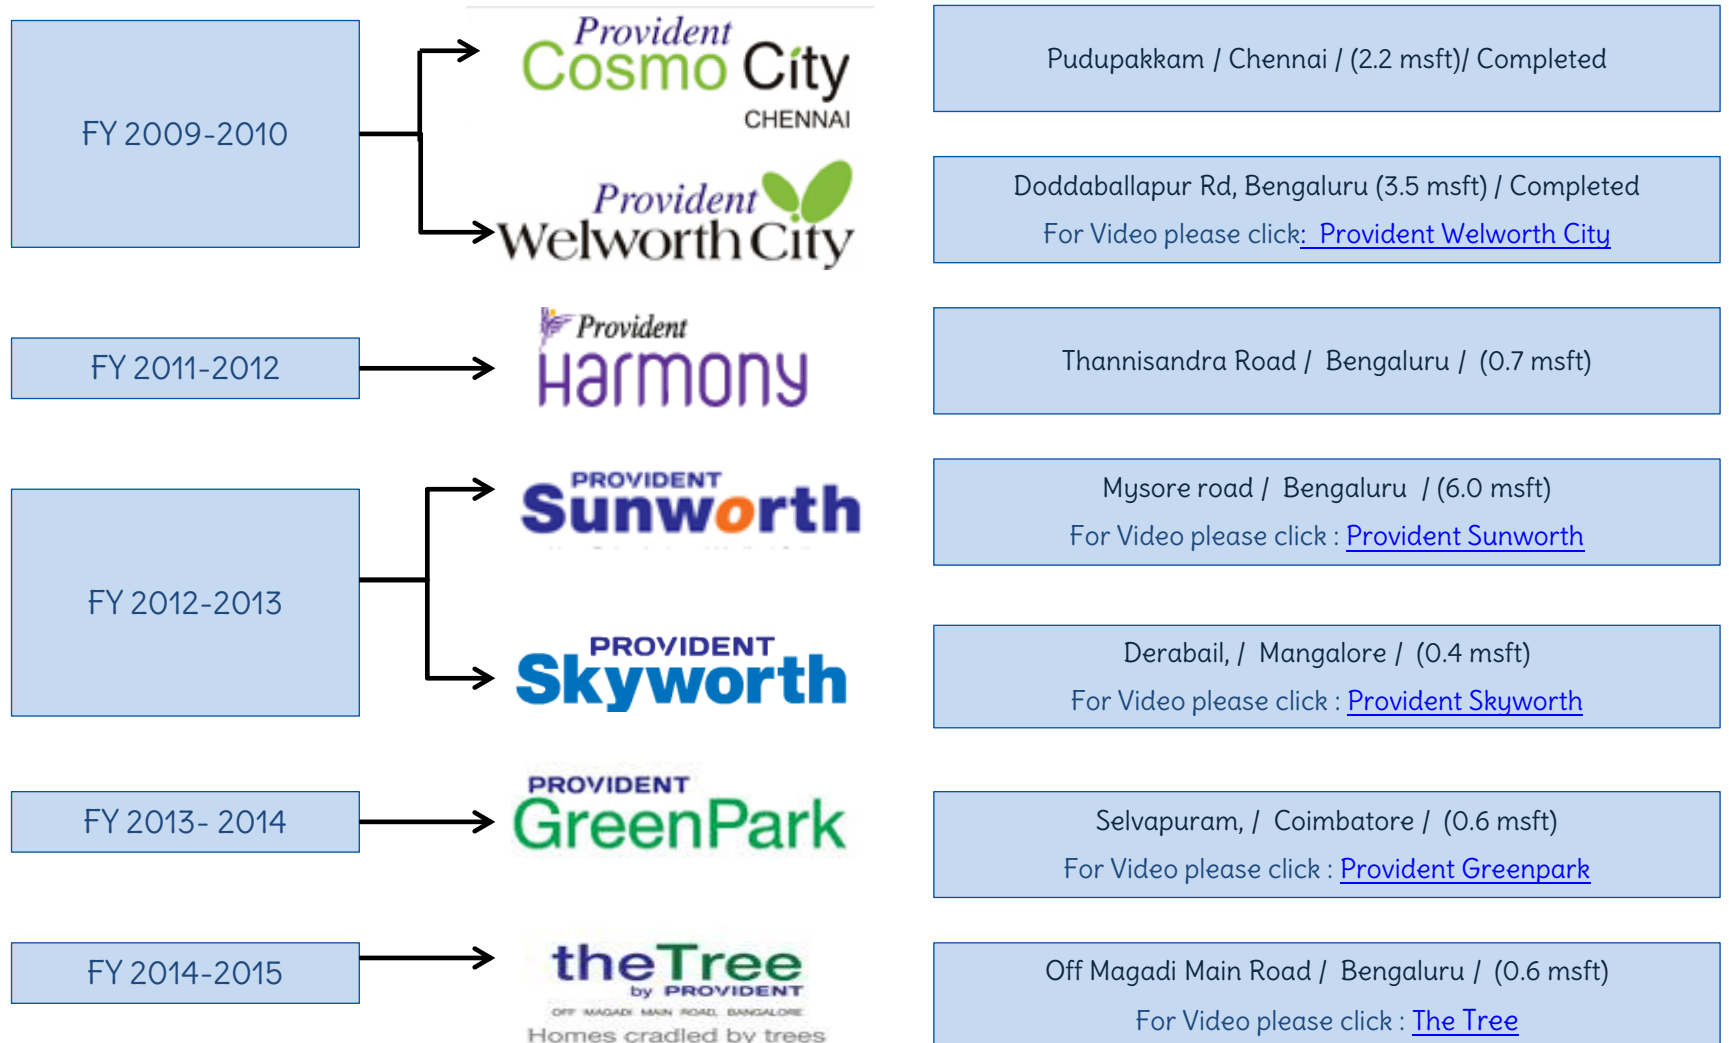 FY 2009-2010
Provident
Cosmo City
CHENNAI
Pudupakkam / Chennai / (2.2 msft)/ Completed
Provident
Welworth City
Doddaballapur Rd, Bengaluru (3.5 msft) / Completed
For Video please click: Provident Welworth City
FY 2011-2012
Provident
Harmony
Thannisandra Road / Bengaluru / (0.7 msft)
FY 2012-2013
PROVIDENT
Sunworth
Mysore road / Bengaluru / (6.0 msft)
For Video please click : Provident Sunworth
PROVIDENT
Skyworth
Derabail, / Mangalore / (0.4 msft)
For Video please click : Provident Skyworth
FY 2013- 2014
PROVIDENT
GreenPark
Selvapuram, / Coimbatore / (0.6 msft)
For Video please click : Provident Greenpark
FY 2014-2015
theTree
by PROVIDENT
OFF MAGADI MAIN ROAD, BANGALORE
Homes cradled by trees
Off Magadi Main Road / Bengaluru / (0.6 msft)
For Video please click : The Tree